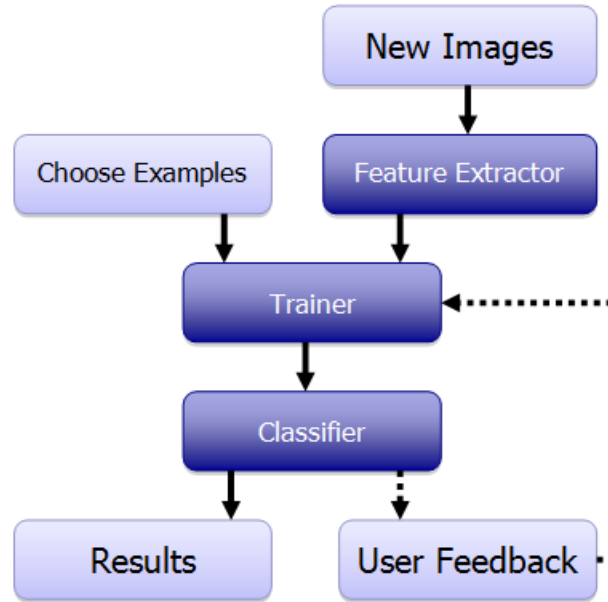 New Images
Choose Examples
Feature Extractor
Trainer
Classifier
Results
User Feedback